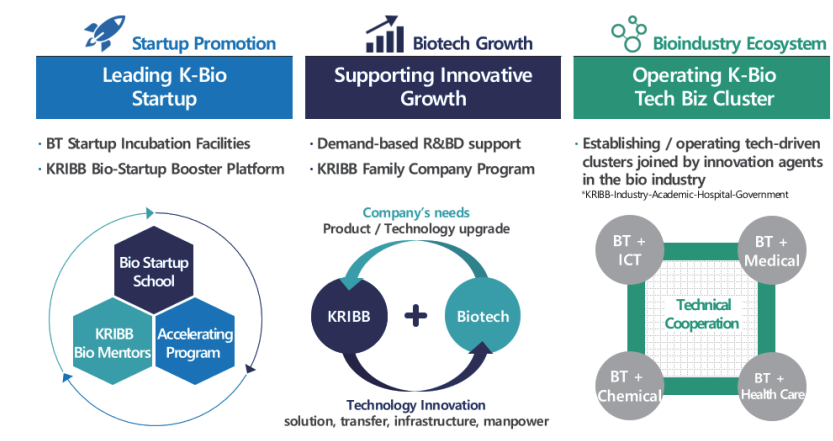 Startup Promotion
Leading K-Bio
Startup
· BT Startup Incubation Facilities
· KRIBB Bio-Startup Booster Platform
Bio Startup
School
KRIBB
Bio Mentors
Accelerating
Program
Biotech Growth
Supporting Innovative
Growth
· Demand-based R&BD support
· KRIBB Family Company Program
Company's needs
Product / Technology upgrade
KRIBB
+
Biotech
Technology Innovation
solution, transfer, infrastructure, manpower
Bioindustry Ecosystem
Operating K-Bio
Tech Biz Cluster
· Establishing / operating tech-driven
clusters joined by innovation agents
in the bio industry
*KRIBB-Industry-Academic-Hospital-Government
BT +
ICT
BT +
Medical
Technical
Cooperation
BT +
Chemical
BT +
Health Care